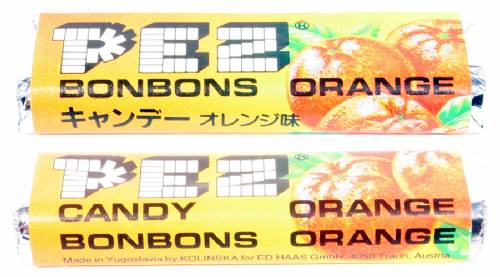 PEZ®
BONBONS ORANGE
キャンデー オレンジ味
PEZ®
CANDY ORANGE
BONBONS ORANGE
Made in Yugoslavia by KOLINSKA for ED HAAS GmbH, 4050 Traun, Austria